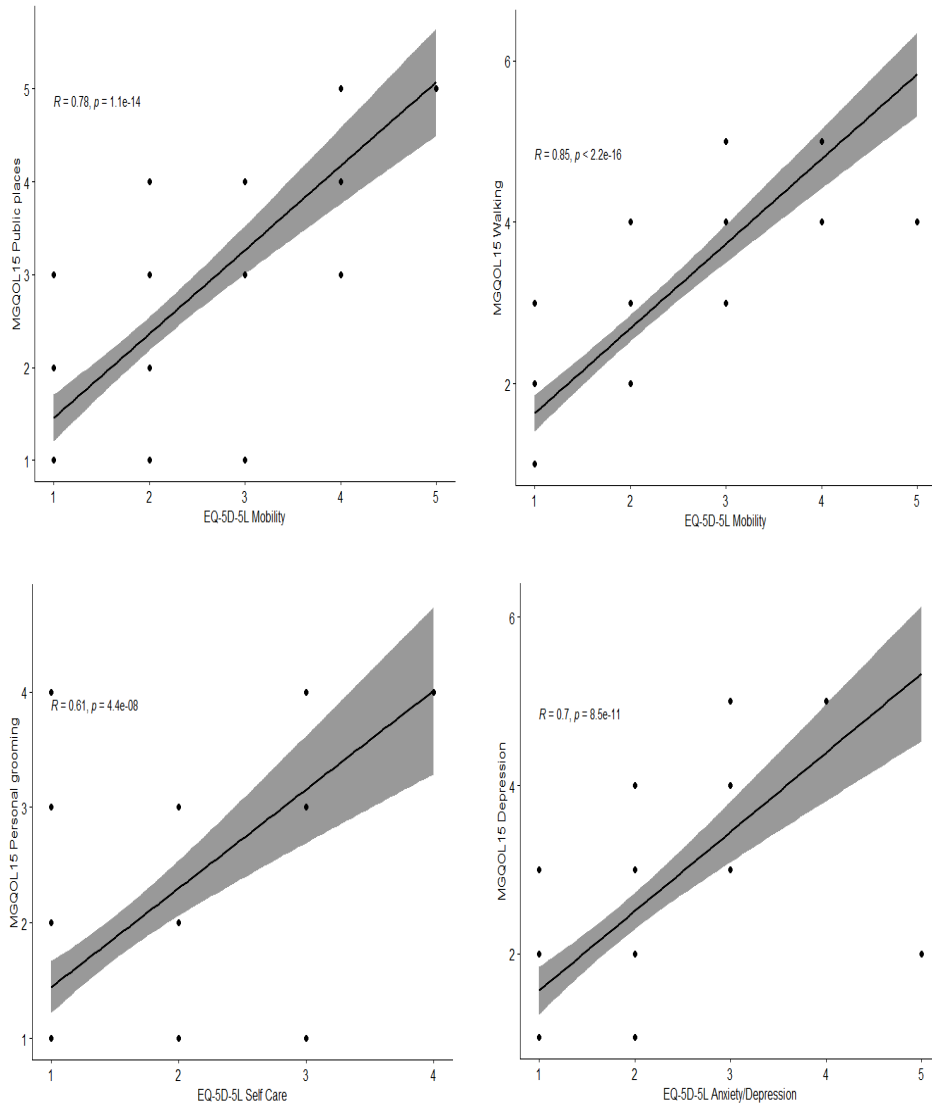 MGQOL15 Public places
5
4
3
2
1
R = 0.78, p = 1.1e-14
1 2 3 4 5
EQ-5D-5L Mobility
MGQOL15 Walking
6
4
2
R = 0.85, p < 2.2e-16
1 2 3 4 5
EQ-5D-5L Mobility
MGQOL15 Personal grooming
4
3
2
1
R = 0.61, p = 4.4e-08
1 2 3 4
EQ-5D-5L Self Care
MGQOL15 Depression
6
4
2
R = 0.7, p = 8.5e-11
1 2 3 4 5
EQ-5D-5L Anxiety/Depression